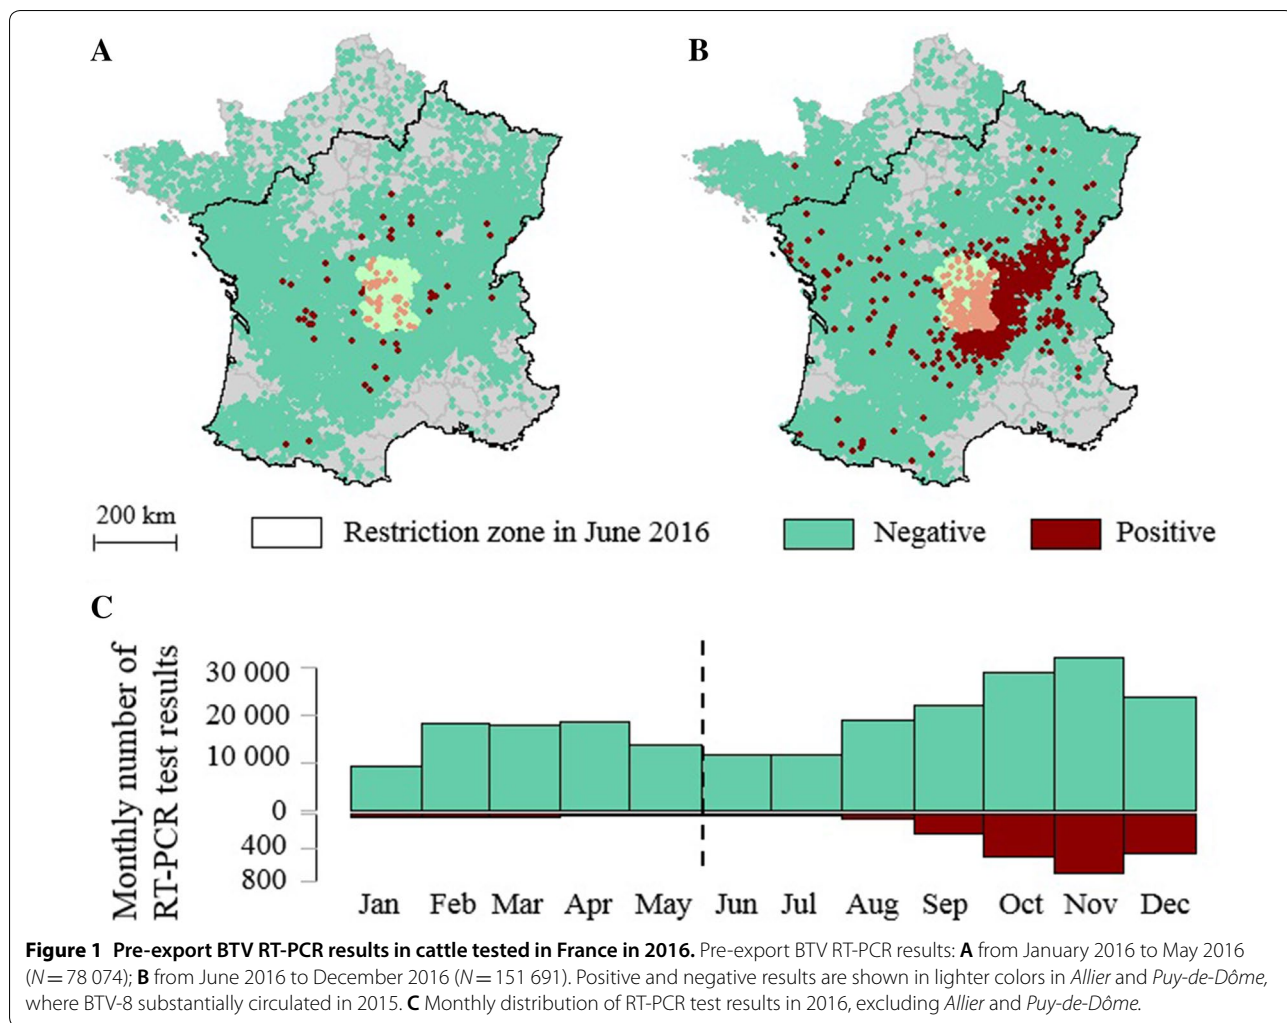 A
B
200 km
Restriction zone in June 2016
Negative
Positive
C
Monthly number of
RT-PCR test results
30 000
20 000
10 000
0
400
800
Jan Feb Mar Apr May Jun Jul Aug Sep Oct Nov Dec
Figure 1 Pre-export BTV RT-PCR results in cattle tested in France in 2016. Pre-export BTV RT-PCR results: A from January 2016 to May 2016
(N = 78 074); B from June 2016 to December 2016 (N = 151 691). Positive and negative results are shown in lighter colors in Allier and Puy-de-Dôme,
where BTV-8 substantially circulated in 2015. C Monthly distribution of RT-PCR test results in 2016, excluding Allier and Puy-de-Dôme.